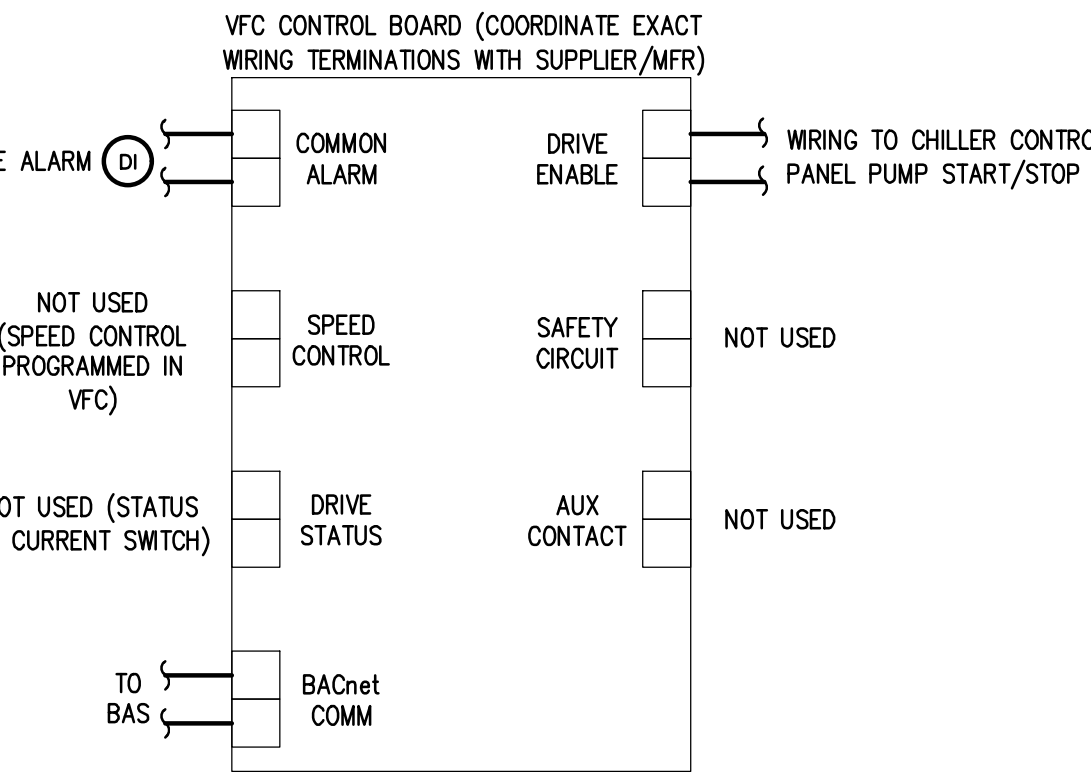 VFC CONTROL BOARD (COORDINATE EXACT
WIRING TERMINATIONS WITH SUPPLIER/MFR)
E ALARM DI
COMMON
ALARM
DRIVE
ENABLE
WIRING TO CHILLER CONTRO
PANEL PUMP START/STOP
NOT USED
(SPEED CONTROL
PROGRAMMED IN
VFC)
SPEED
CONTROL
SAFETY
CIRCUIT
NOT USED
OT USED (STATUS
CURRENT SWITCH)
DRIVE
STATUS
AUX
CONTACT
NOT USED
TO
BAS
BACnet
COMM